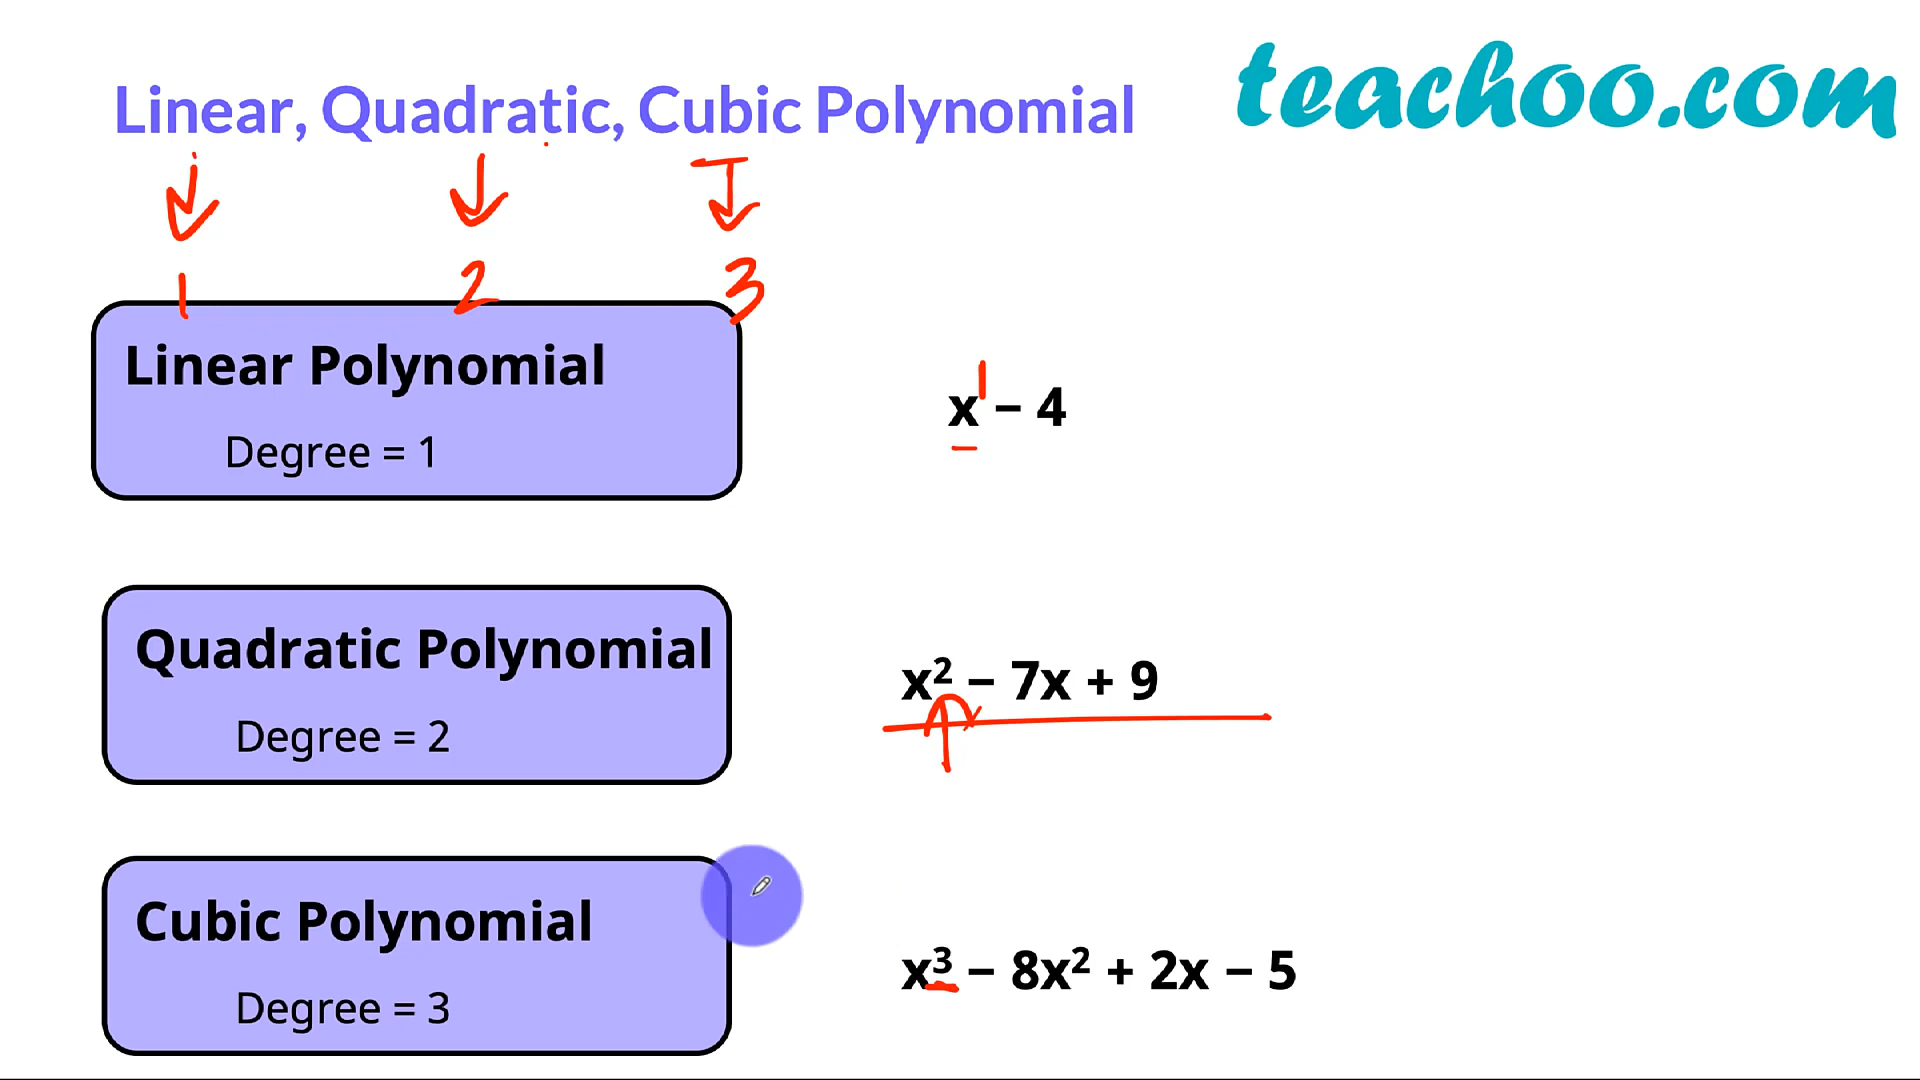 Linear, Quadratic, Cubic Polynomial
teachoo.com
1 2 3
Linear Polynomial
Degree = 1
x¹ – 4
Quadratic Polynomial
Degree = 2
x² – 7x + 9
Cubic Polynomial
Degree = 3
x³ – 8x² + 2x – 5